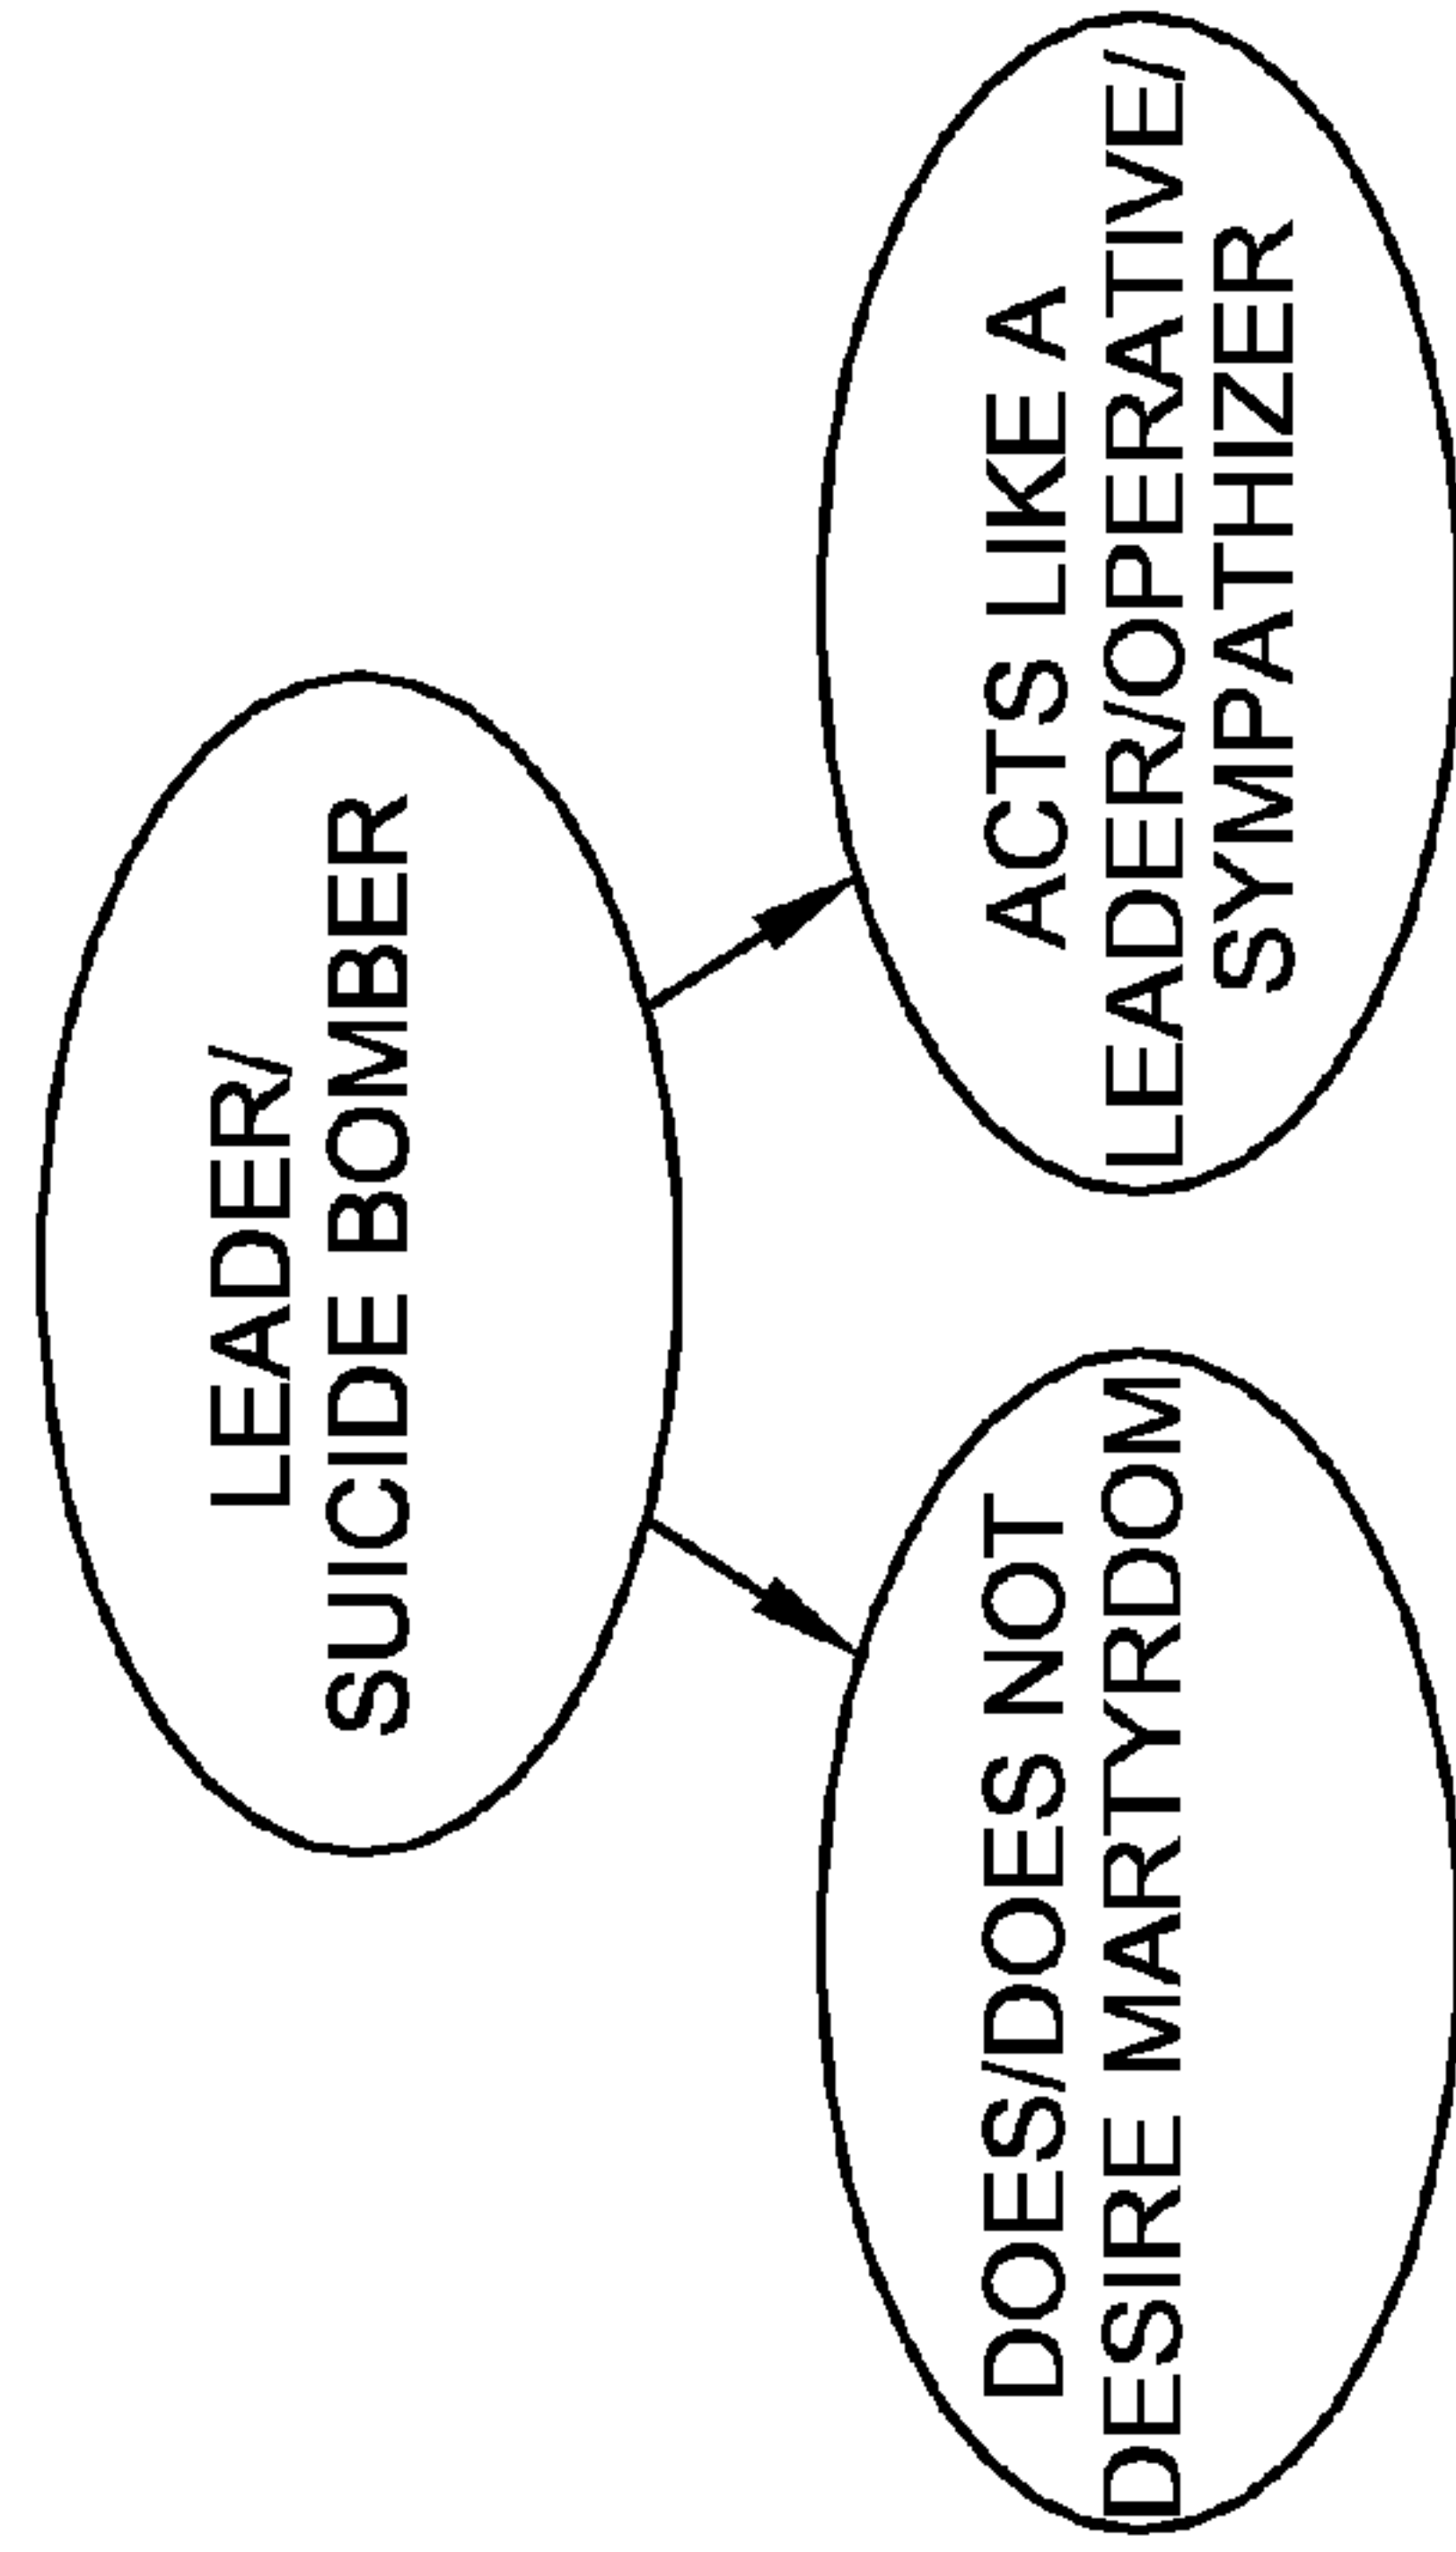 LEADER/
SUICIDE BOMBER
DOES/DOES NOT
DESIRE MARTYRDOM
ACTS LIKE A
LEADER/OPERATIVE/
SYMPATHIZER